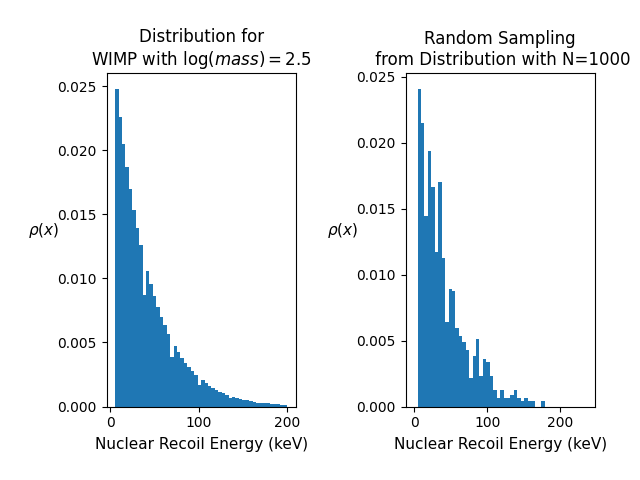 Distribution for
WIMP with log(mass) = 2.5
0.025
0.020
0.015
0.010
0.005
0.000
ρ(x)
0
100
200
Nuclear Recoil Energy (keV)
Random Sampling
from Distribution with N=1000
0.025
0.020
0.015
0.010
0.005
0.000
ρ(x)
0
100
200
Nuclear Recoil Energy (keV)